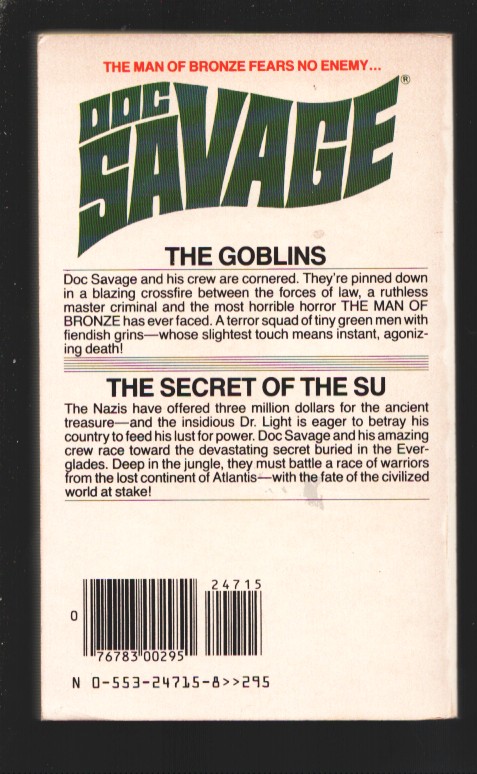 THE MAN OF BRONZE FEARS NO ENEMY...
DOC
SAVAGE®
THE GOBLINS
Doc Savage and his crew are cornered. They're pinned down
in a blazing crossfire between the forces of law, a ruthless
master criminal and the most horrible horror THE MAN OF
BRONZE has ever faced. A terror squad of tiny green men with
fiendish grins—whose slightest touch means instant, agoniz-
ing death!
THE SECRET OF THE SU
The Nazis have offered three million dollars for the ancient
treasure—and the insidious Dr. Light is eager to betray his
country to feed his lust for power. Doc Savage and his amazing
crew race toward the devastating secret buried in the Ever-
glades. Deep in the jungle, they must battle a race of warriors
from the lost continent of Atlantis—with the fate of the civilized
world at stake!
24715
0
76783 00295
N 0-553-24715-8>>295